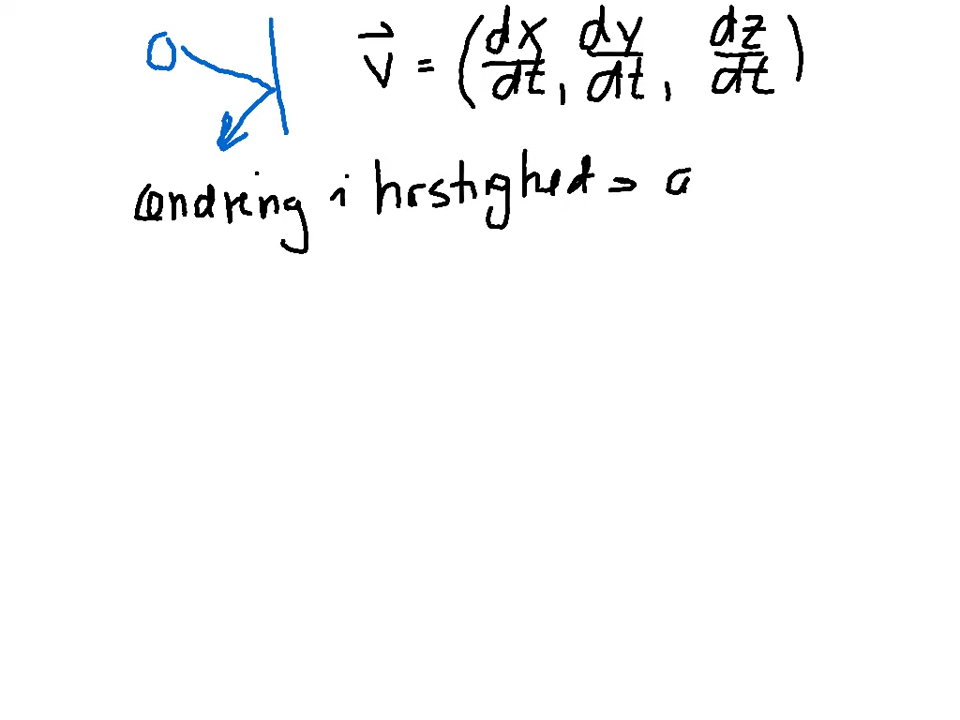 v⃗ = (dx/dt, dy/dt, dz/dt)
ændring i hastighed => a